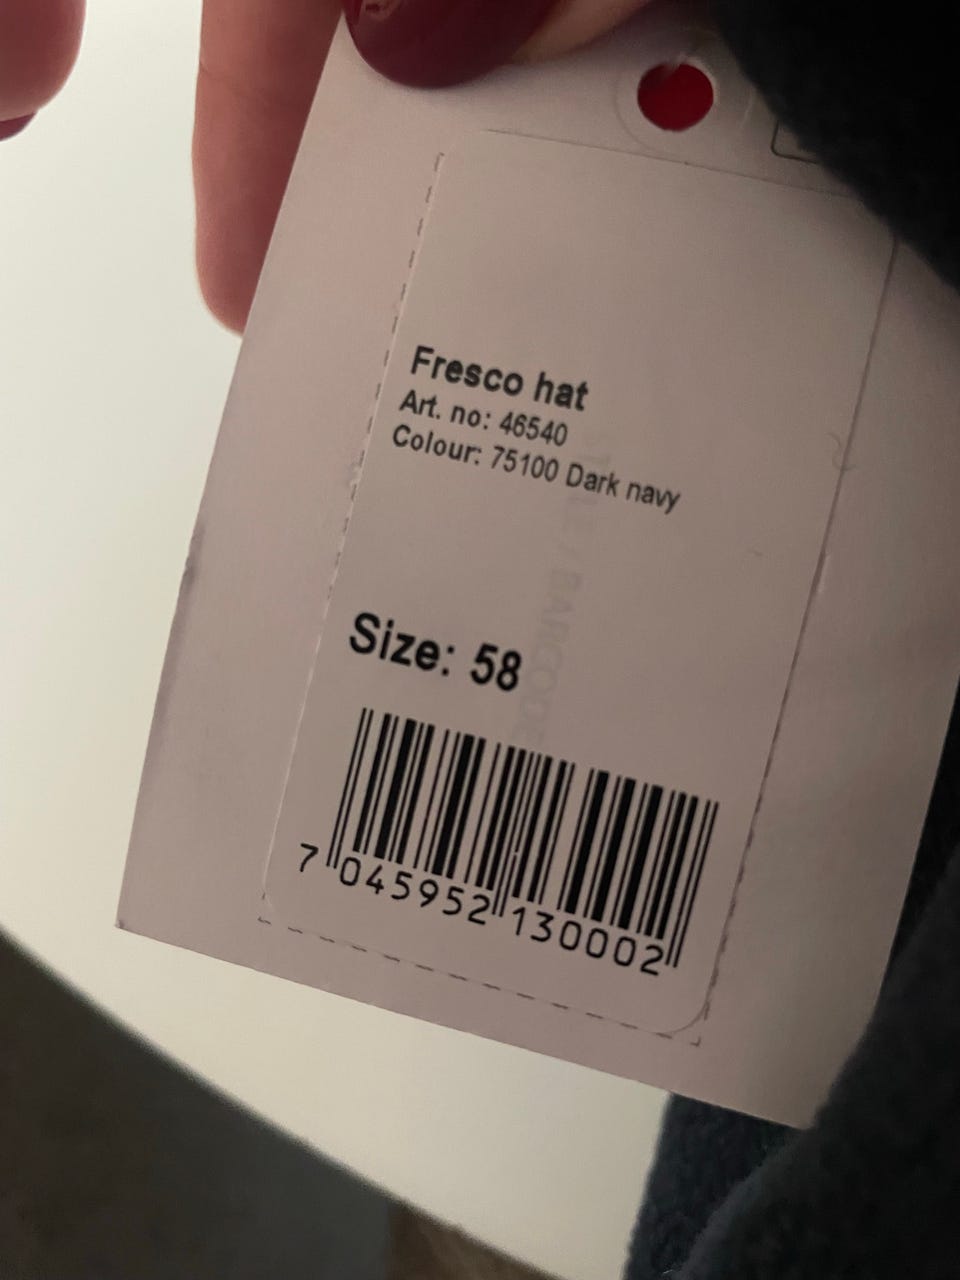 Fresco hat
Art. no: 46540
Colour: 75100 Dark navy
Size: 58
7 045952 130002